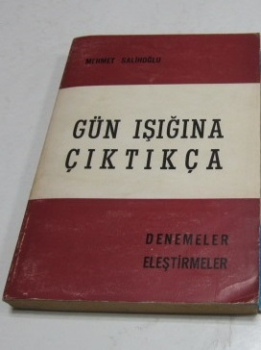 MEHMET SALİHOĞLU
GÜN IŞIĞINA
ÇIKTIKÇA
DENEMELER
ELEŞTİRMELER